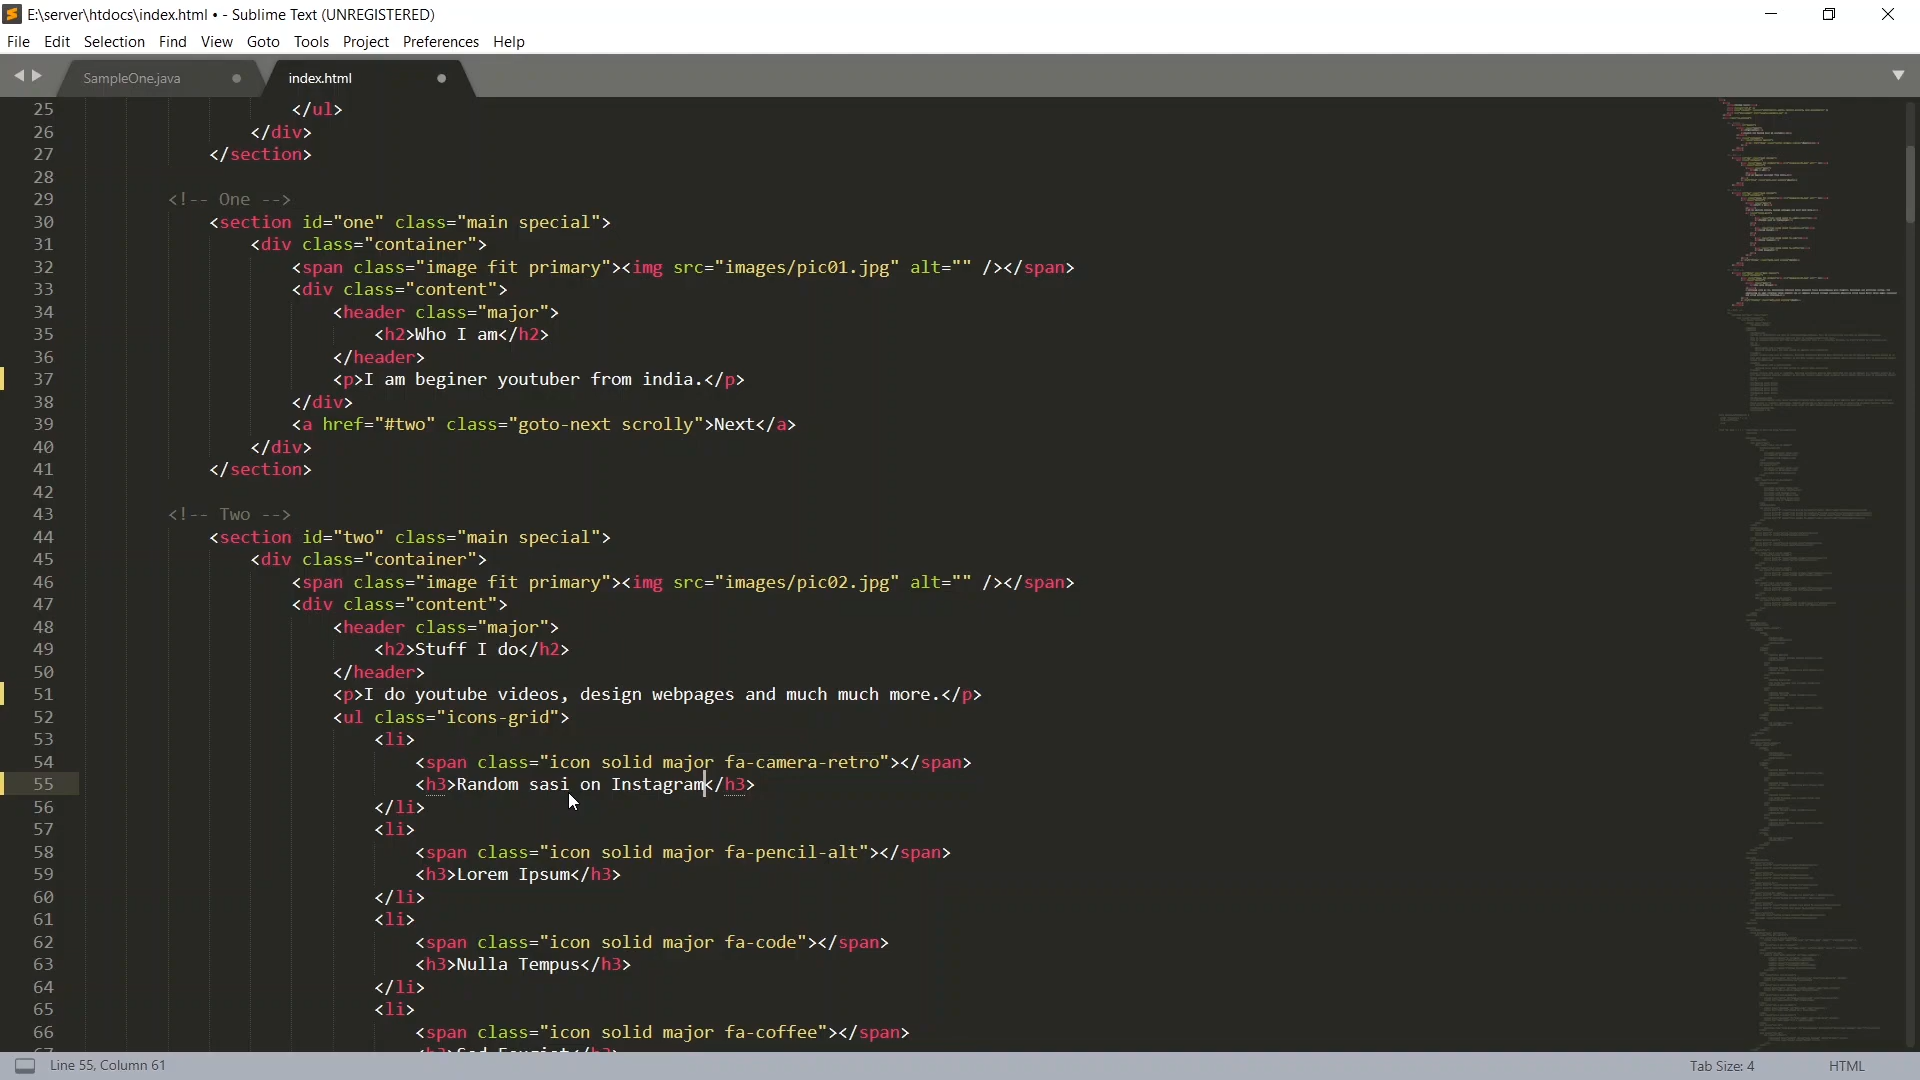 E:\server\htdocs\index.html • - Sublime Text (UNREGISTERED)
File Edit Selection Find View Goto Tools Project Preferences Help
SampleOne.java index.html
25 </ul>
26 </div>
27 </section>
28
29 <!-- One -->
30 <section id="one" class="main special">
31 <div class="container">
32 <span class="image fit primary"><img src="images/pic01.jpg" alt="" /></span>
33 <div class="content">
34 <header class="major">
35 <h2>Who I am</h2>
36 </header>
37 <p>I am beginer youtuber from india.</p>
38 </div>
39 <a href="#two" class="goto-next scrolly">Next</a>
40 </div>
41 </section>
42
43 <!-- Two -->
44 <section id="two" class="main special">
45 <div class="container">
46 <span class="image fit primary"><img src="images/pic02.jpg" alt="" /></span>
47 <div class="content">
48 <header class="major">
49 <h2>Stuff I do</h2>
50 </header>
51 <p>I do youtube videos, design webpages and much much more.</p>
52 <ul class="icons-grid">
53 <li>
54 <span class="icon solid major fa-camera-retro"></span>
55 <h3>Random sasi on Instagram</h3>
56 </li>
57 <li>
58 <span class="icon solid major fa-pencil-alt"></span>
59 <h3>Lorem Ipsum</h3>
60 </li>
61 <li>
62 <span class="icon solid major fa-code"></span>
63 <h3>Nulla Tempus</h3>
64 </li>
65 <li>
66 <span class="icon solid major fa-coffee"></span>
Line 55, Column 61 Tab Size: 4 HTML